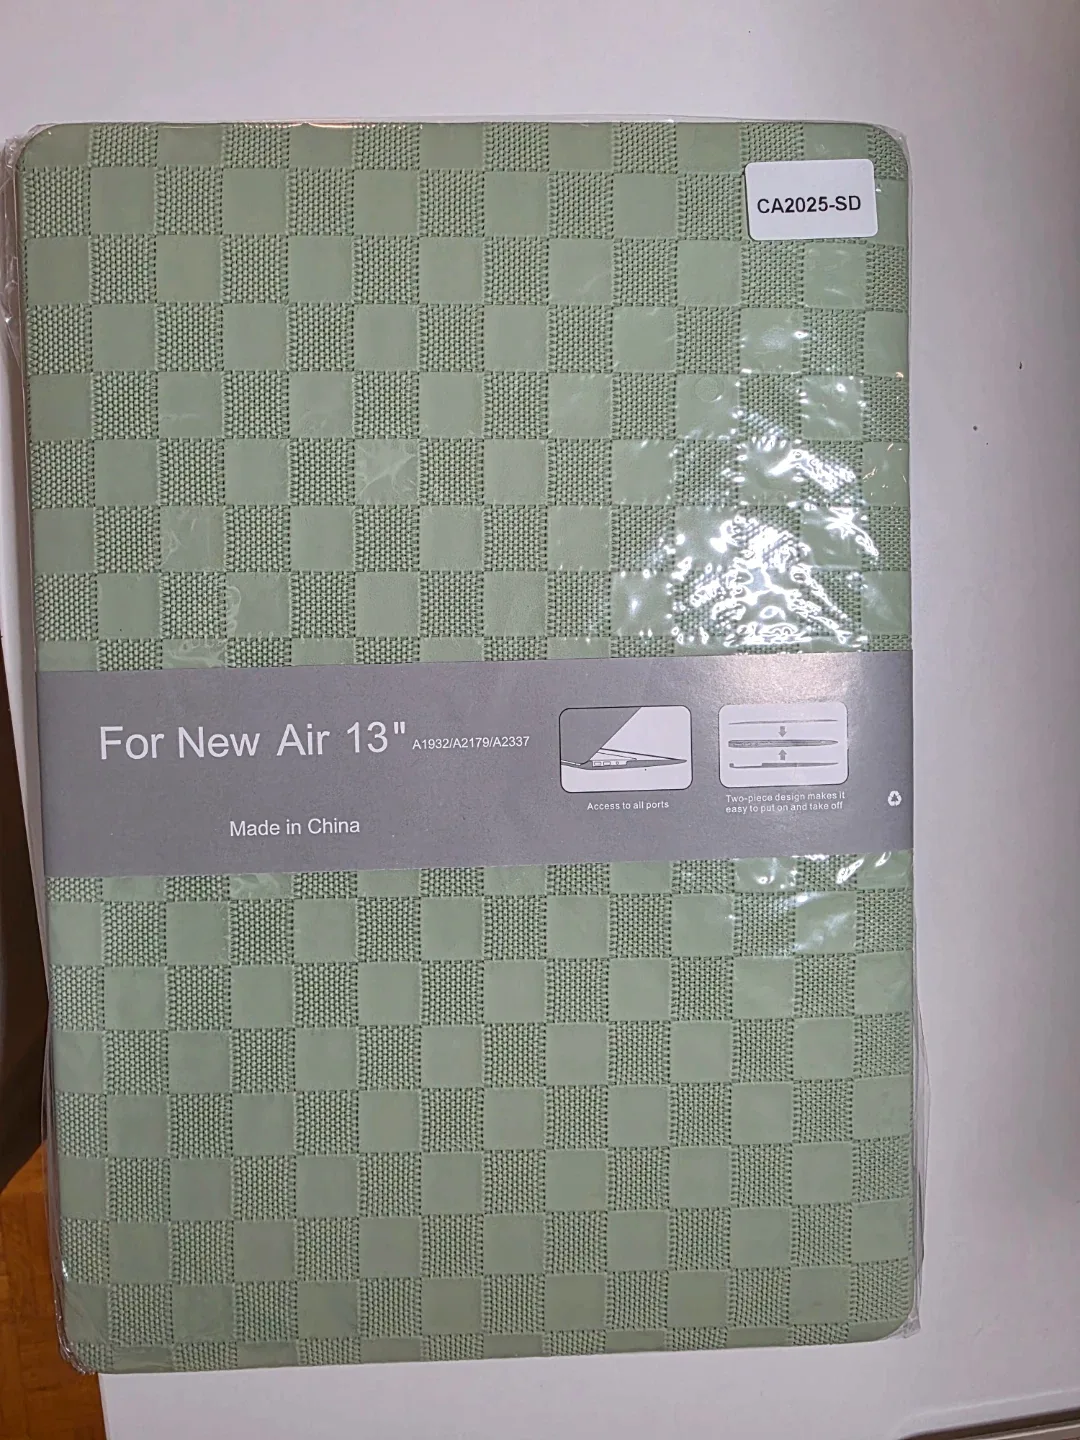 CA2025-SD
For New Air 13" A1932/A2179/A2337
Made in China
Access to all ports
Two-piece design makes it
easy to put on and take off